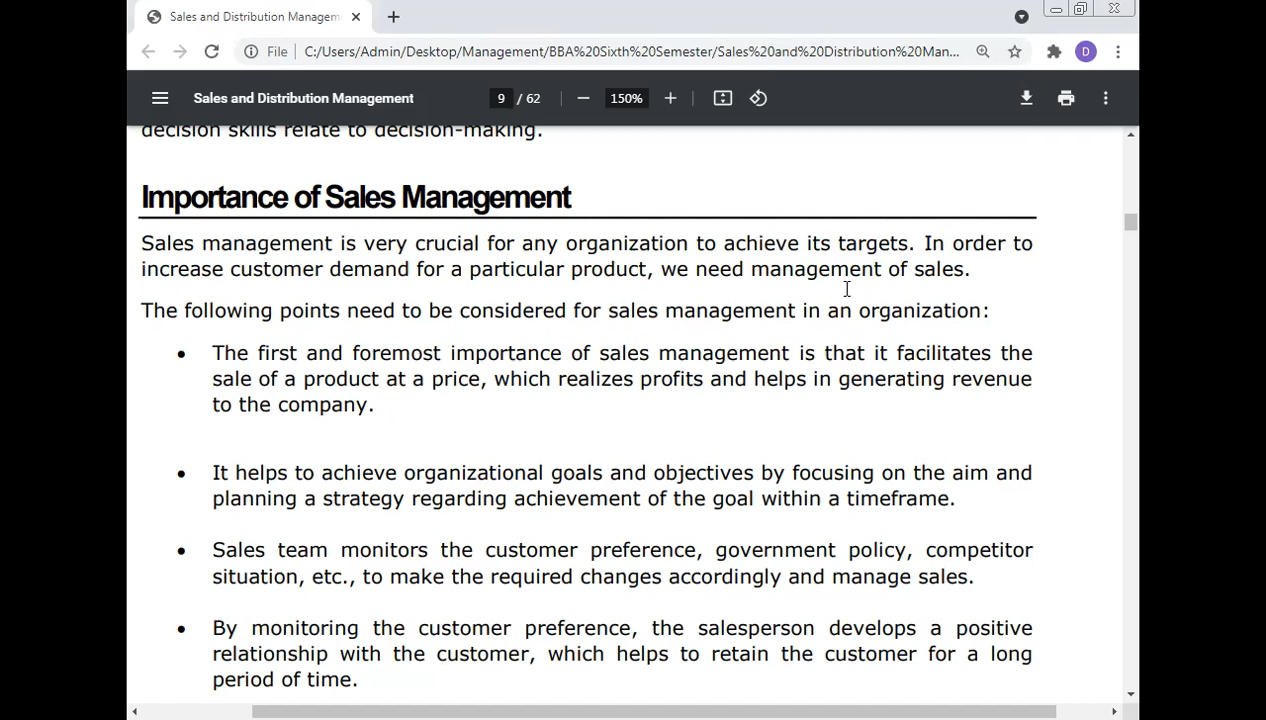 Sales and Distribution Managem
File
C:/Users/Admin/Desktop/Management/BBA%20Sixth%20Semester/Sales%20and%20Distribution%20Man...
D
Sales and Distribution Management
9 / 62
150%
decision skills relate to decision-making.
Importance of Sales Management
Sales management is very crucial for any organization to achieve its targets. In order to
increase customer demand for a particular product, we need management of sales.
The following points need to be considered for sales management in an organization:
• The first and foremost importance of sales management is that it facilitates the
sale of a product at a price, which realizes profits and helps in generating revenue
to the company.
• It helps to achieve organizational goals and objectives by focusing on the aim and
planning a strategy regarding achievement of the goal within a timeframe.
• Sales team monitors the customer preference, government policy, competitor
situation, etc., to make the required changes accordingly and manage sales.
• By monitoring the customer preference, the salesperson develops a positive
relationship with the customer, which helps to retain the customer for a long
period of time.